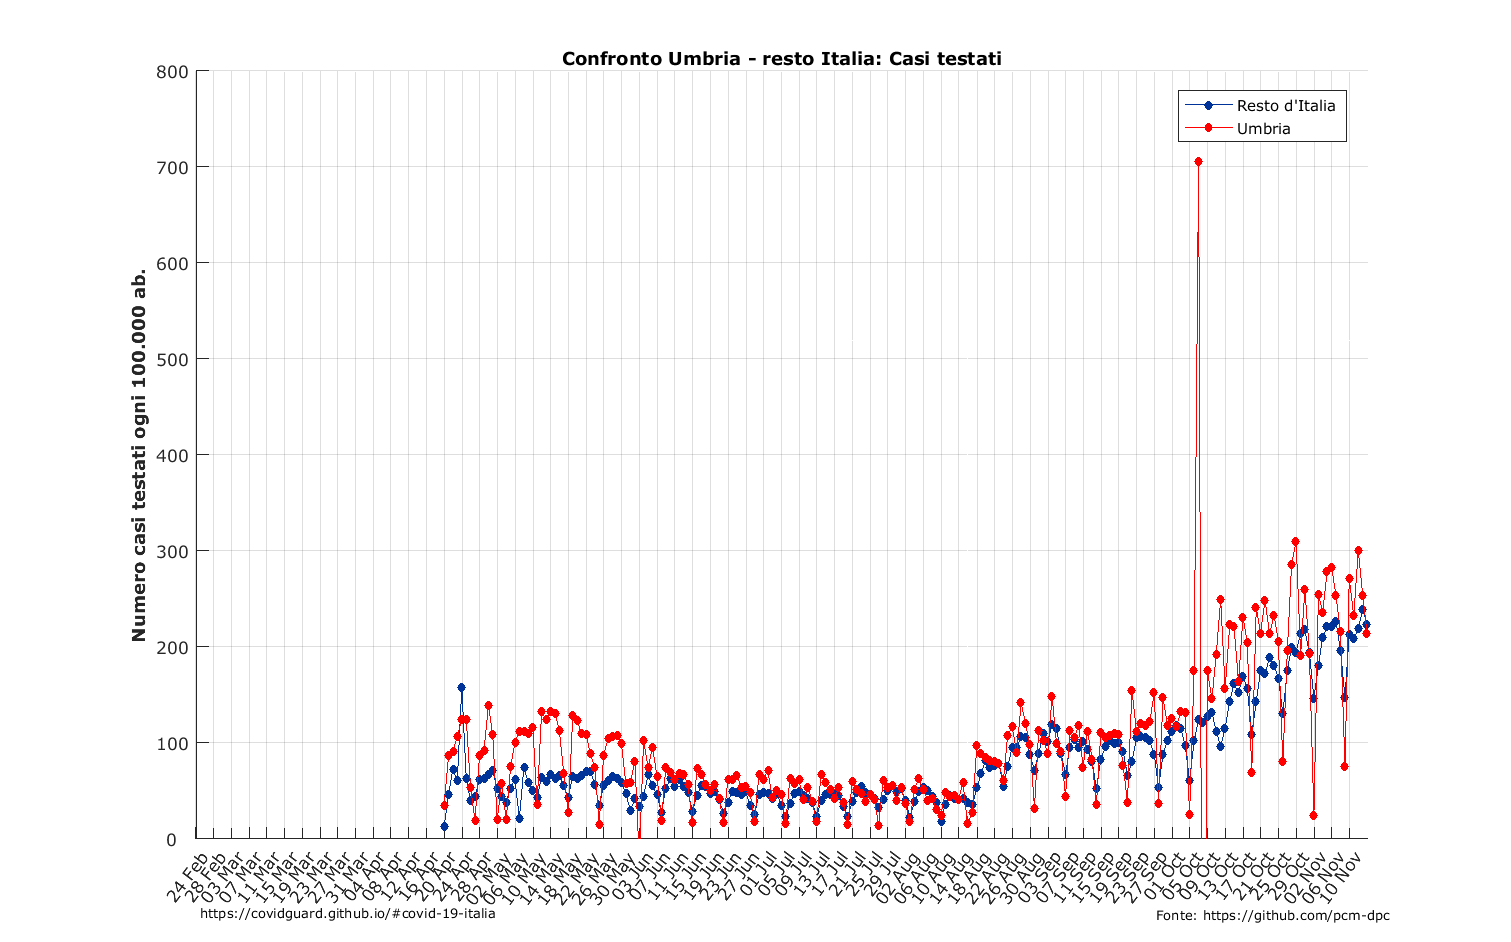 Confronto Umbria - resto Italia: Casi testati
Resto d'Italia
Umbria
Numero casi testati ogni 100.000 ab.
800
700
600
500
400
300
200
100
0
24 Feb
28 Feb
03 Mar
07 Mar
11 Mar
15 Mar
19 Mar
23 Mar
27 Mar
31 Mar
04 Apr
08 Apr
12 Apr
16 Apr
20 Apr
24 Apr
28 Apr
02 May
06 May
10 May
14 May
18 May
22 May
26 May
30 May
03 Jun
07 Jun
11 Jun
15 Jun
19 Jun
23 Jun
27 Jun
01 Jul
05 Jul
09 Jul
13 Jul
17 Jul
21 Jul
25 Jul
29 Jul
02 Aug
06 Aug
10 Aug
14 Aug
18 Aug
22 Aug
26 Aug
30 Aug
03 Sep
07 Sep
11 Sep
15 Sep
19 Sep
23 Sep
27 Sep
01 Oct
05 Oct
09 Oct
13 Oct
17 Oct
21 Oct
25 Oct
29 Oct
02 Nov
06 Nov
10 Nov
https://covidguard.github.io/#covid-19-italia
Fonte: https://github.com/pcm-dpc